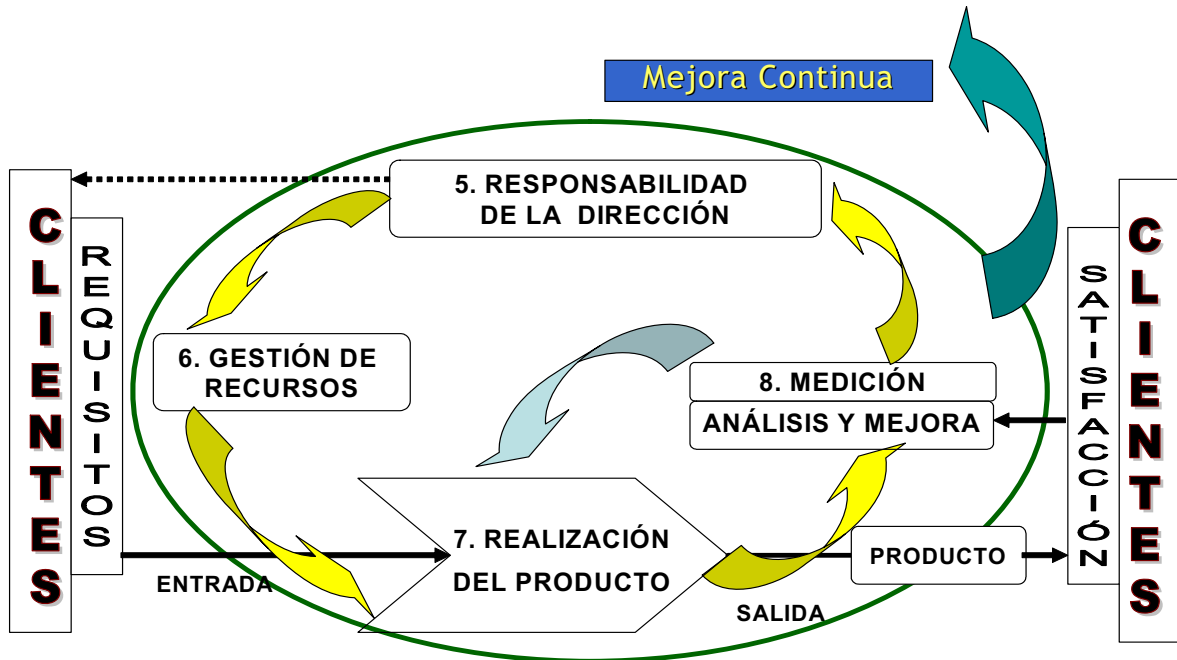 Mejora Continua
5. RESPONSABILIDAD
DE LA DIRECCIÓN
CLIENTES
REQUISITOS
6. GESTIÓN DE
RECURSOS
8. MEDICIÓN
ANÁLISIS Y MEJORA
SATISFACCIÓN
CLIENTES
7. REALIZACIÓN
DEL PRODUCTO
PRODUCTO
ENTRADA
SALIDA